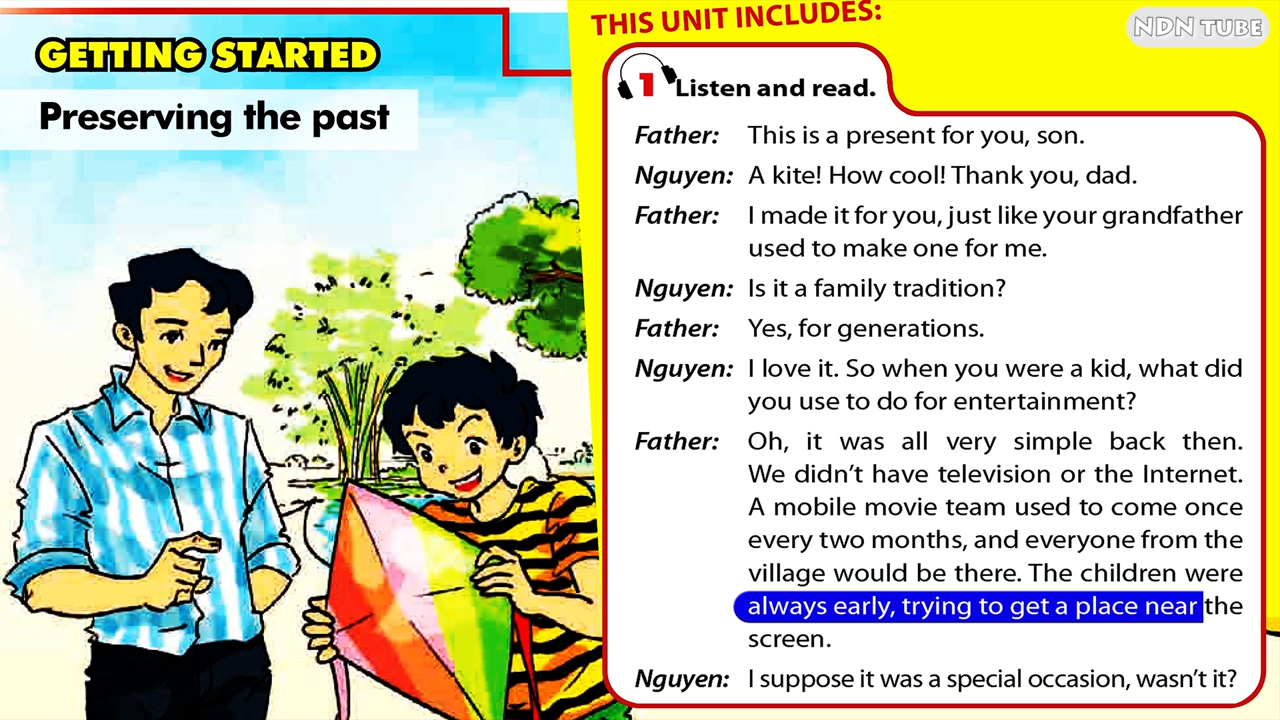 GETTING STARTED
Preserving the past
THIS UNIT INCLUDES:
NDN TUBE
1 Listen and read.
Father: This is a present for you, son.
Nguyen: A kite! How cool! Thank you, dad.
Father: I made it for you, just like your grandfather
used to make one for me.
Nguyen: Is it a family tradition?
Father: Yes, for generations.
Nguyen: I love it. So when you were a kid, what did
you use to do for entertainment?
Father: Oh, it was all very simple back then.
We didn't have television or the Internet.
A mobile movie team used to come once
every two months, and everyone from the
village would be there. The children were
always early, trying to get a place near the
screen.
Nguyen: I suppose it was a special occasion, wasn't it?